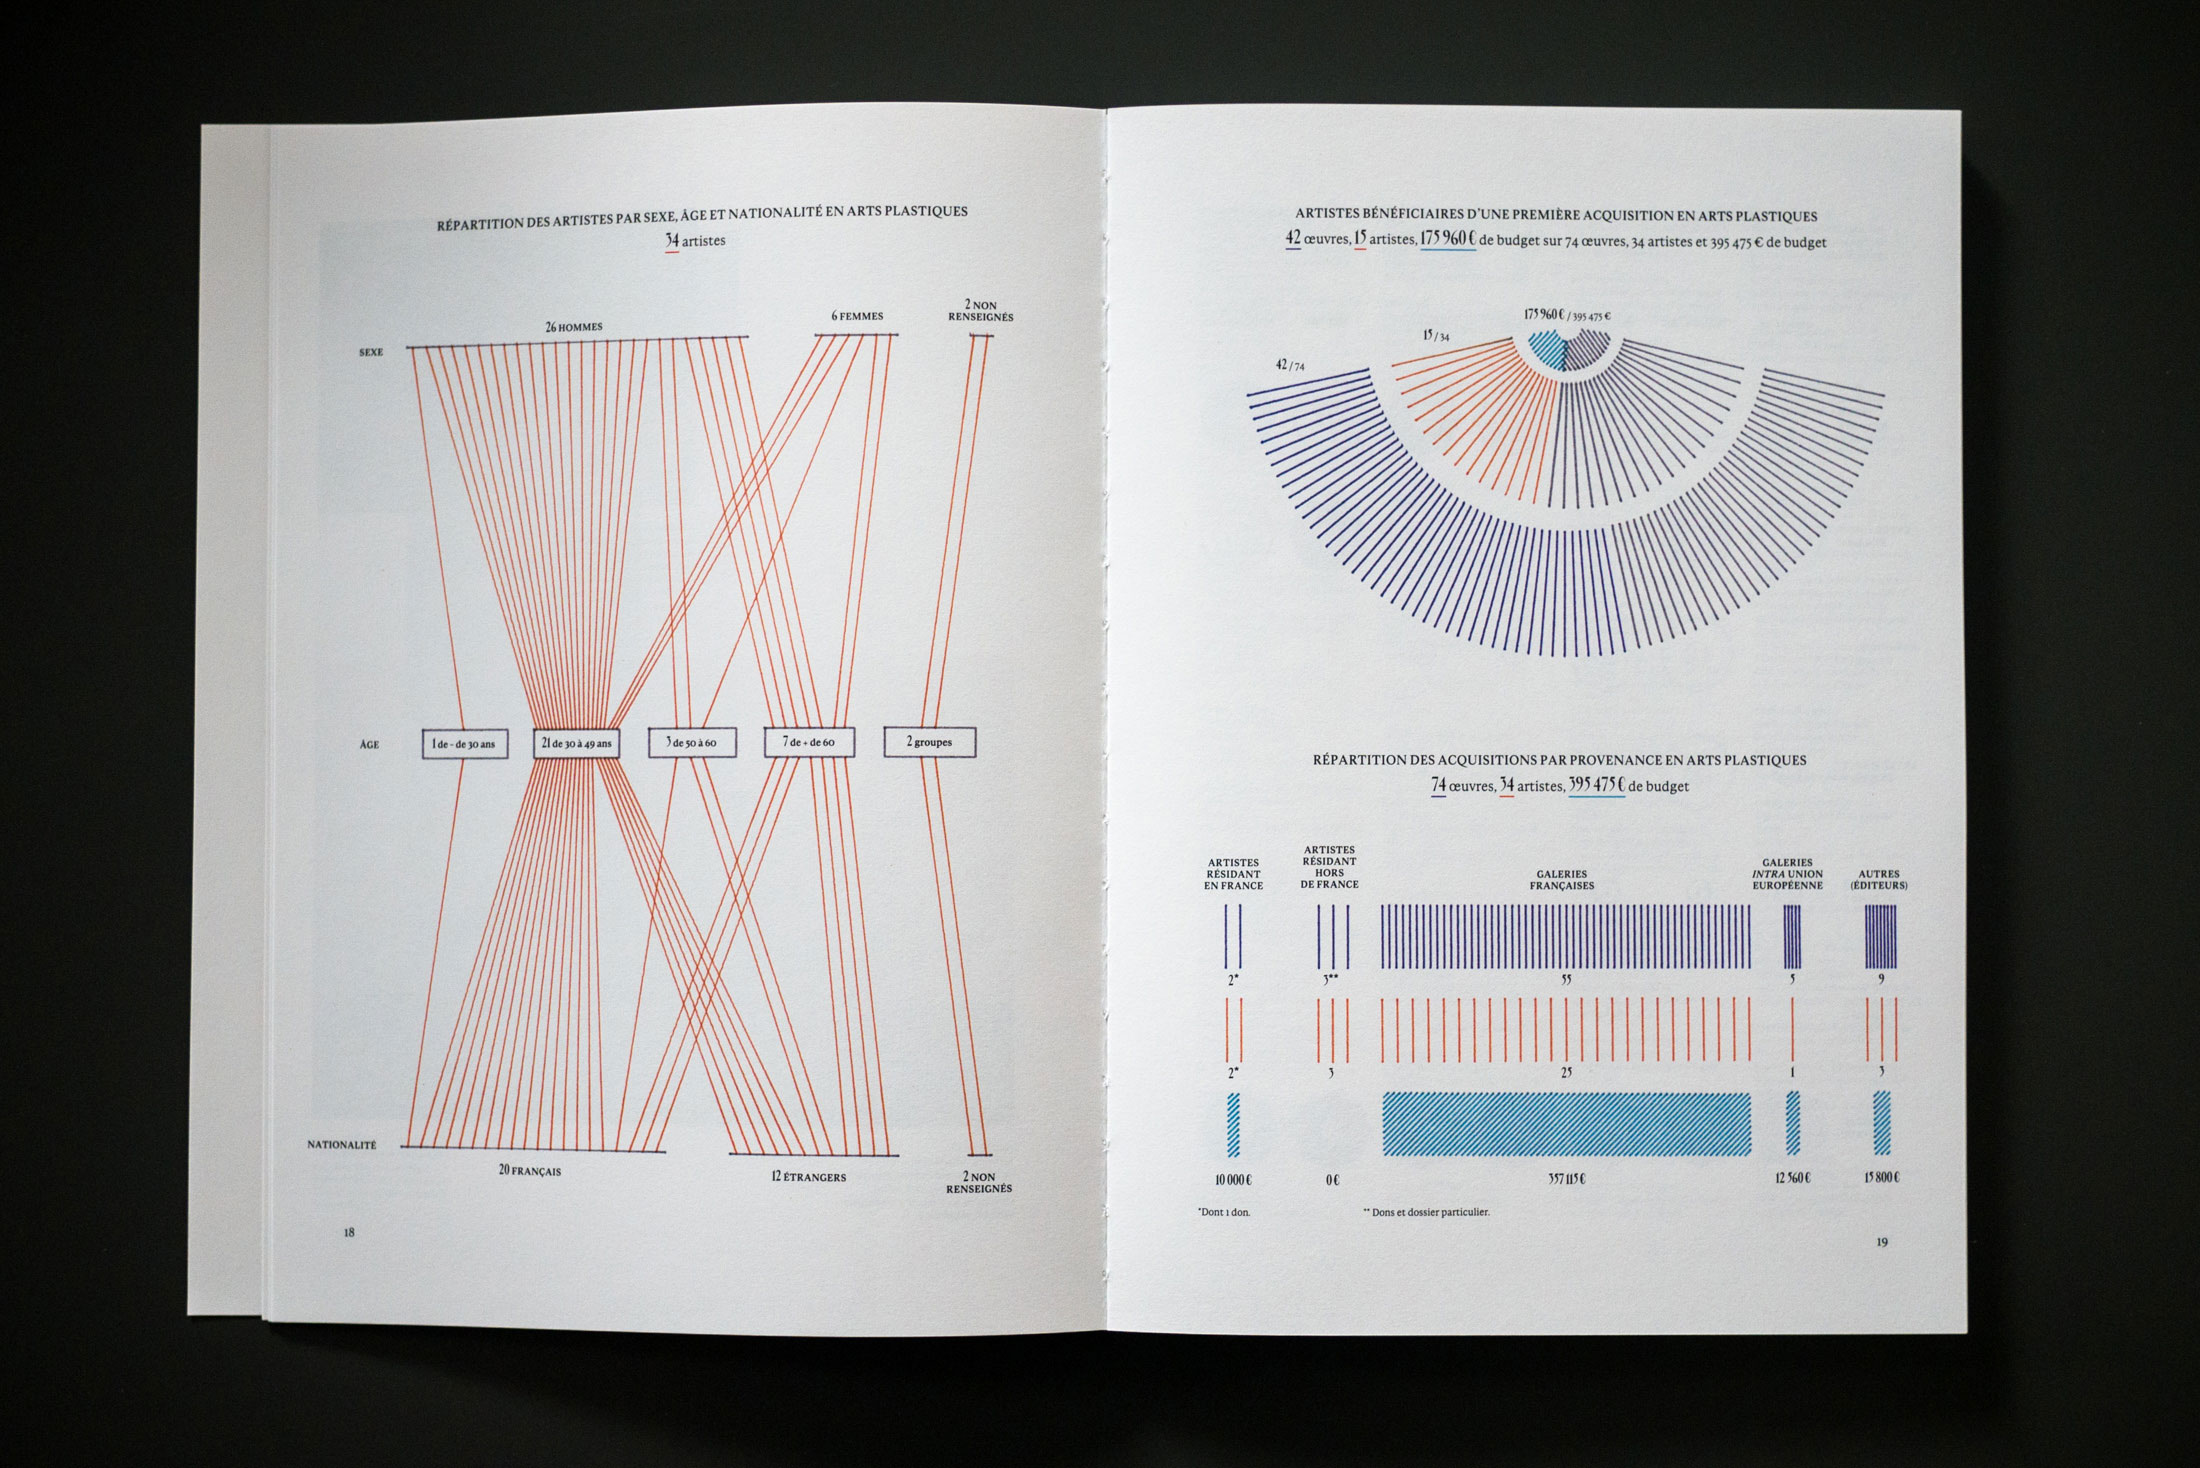 RÉPARTITION DES ARTISTES PAR SEXE, ÂGE ET NATIONALITÉ EN ARTS PLASTIQUES
34 artistes
26 HOMMES
6 FEMMES
2 NON
RENSEIGNÉS
SEXE
ÂGE
1 de - de 30 ans
21 de 30 à 49 ans
3 de 50 à 60
7 de + de 60
2 groupes
NATIONALITÉ
20 FRANÇAIS
12 ÉTRANGERS
2 NON
RENSEIGNÉS
18
ARTISTES BÉNÉFICIAIRES D'UNE PREMIÈRE ACQUISITION EN ARTS PLASTIQUES
42 œuvres, 15 artistes, 175 960 € de budget sur 74 œuvres, 34 artistes et 395 475 € de budget
175 960 € / 395 475 €
15 / 34
42 / 74
RÉPARTITION DES ACQUISITIONS PAR PROVENANCE EN ARTS PLASTIQUES
74 œuvres, 34 artistes, 395 475 € de budget
ARTISTES
RÉSIDANT
EN FRANCE
ARTISTES
RÉSIDANT
HORS
DE FRANCE
GALERIES
FRANÇAISES
GALERIES
INTRA UNION
EUROPÉENNE
AUTRES
(ÉDITEURS)
2*
3**
55
5
9
2*
3
25
1
3
10 000 €
0 €
357 115 €
12 560 €
15 800 €
*Dont 1 don.
** Dons et dossier particulier.
19